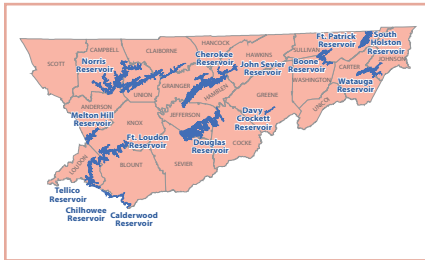 HANCOCK
Ft. Patrick
Reservoir
South
Holston
Reservoir
CAMPBELL
CLAIBORNE
Cherokee
Reservoir
HAWKINS
SULLIVAN
Norris
Reservoir
John Sevier
Reservoir
Boone
Reservoir
JOHNSON
SCOTT
CARTER
GRAINGER
WASHINGTON
Watauga
Reservoir
UNION
HAMBLEN
GREENE
UNICOI
ANDERSON
Melton Hill
Reservoir
JEFFERSON
Davy
Crockett
Reservoir
KNOX
Ft. Loudon
Reservoir
Douglas
Reservoir
COCKE
LOUDON
BLOUNT
SEVIER
Tellico
Reservoir
Chilhowee
Reservoir
Calderwood
Reservoir